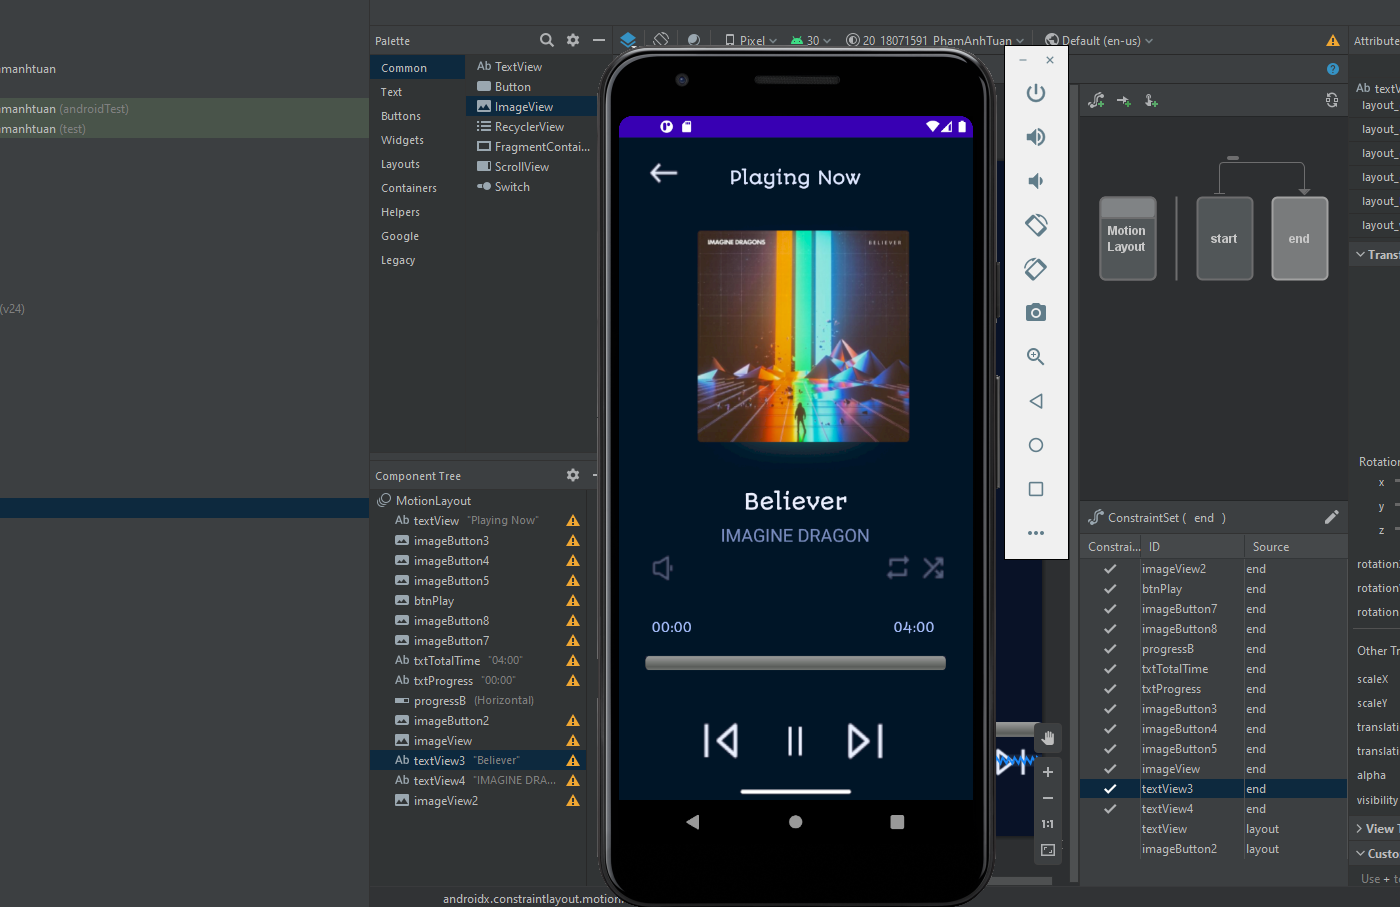 Palette
Pixel
30
20_18071591_PhamAnhTuan
Default (en-us)
Attribute
manhtuan
manhtuan (androidTest)
manhtuan (test)
(v24)
Common
Text
Buttons
Widgets
Layouts
Containers
Helpers
Google
Legacy
Ab TextView
Button
ImageView
RecyclerView
FragmentContai...
ScrollView
Switch
Component Tree
MotionLayout
Ab textView "Playing Now"
imageButton3
imageButton4
imageButton5
btnPlay
imageButton8
imageButton7
Ab txtTotalTime "04:00"
Ab txtProgress "00:00"
progressB (Horizontal)
imageButton2
imageView
Ab textView3 "Believer"
Ab textView4 "IMAGINE DRA...
imageView2
androidx.constraintlayout.motion.
Playing Now
IMAGINE DRAGONS
BELIEVER
Believer
IMAGINE DRAGON
00:00
04:00
1:1
Motion
Layout
start
end
ConstraintSet ( end )
Constrai... ID Source
imageView2 end
btnPlay end
imageButton7 end
imageButton8 end
progressB end
txtTotalTime end
txtProgress end
imageButton3 end
imageButton4 end
imageButton5 end
imageView end
textView3 end
textView4 end
textView layout
imageButton2 layout
Ab textV
layout_
layout_
layout_
layout_
layout_
layout_
Transf
Rotation
x
y
z
rotation
rotation
rotation
Other Tr
scaleX
scaleY
translati
translati
alpha
visibility
View T
Custo
Use + to